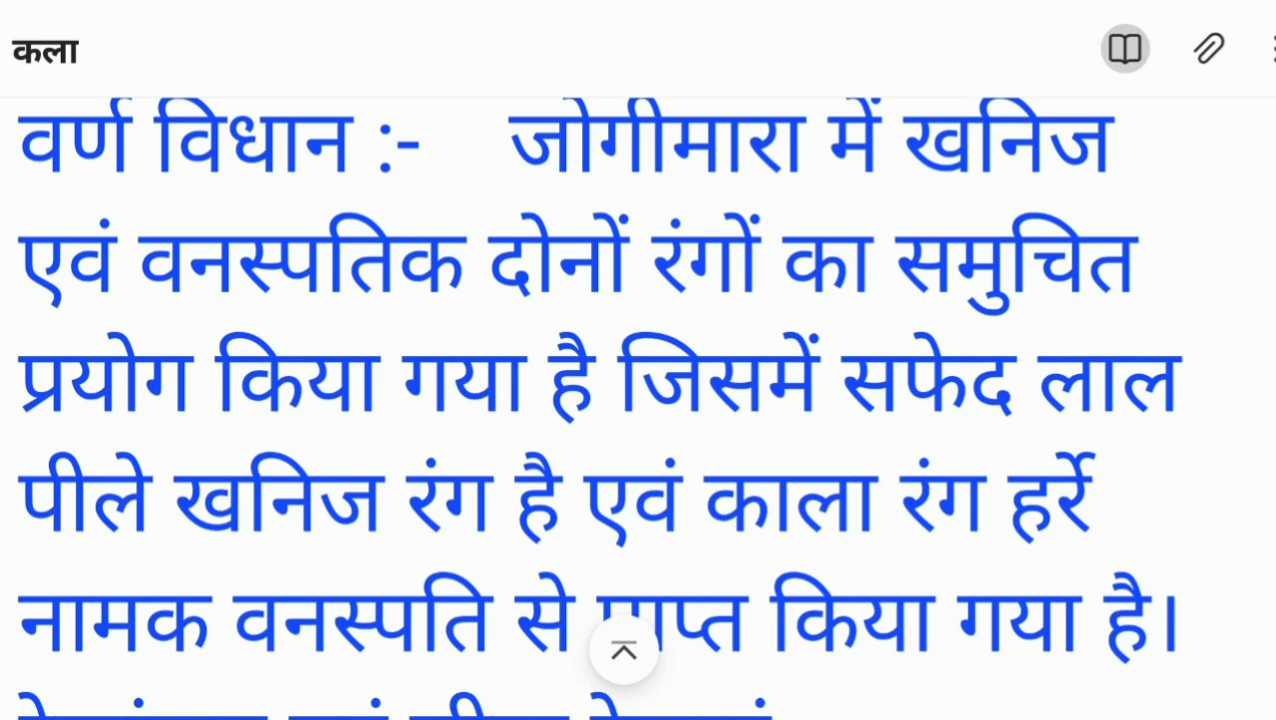 कला
वर्ण विधान :- जोगीमारा में खनिज
एवं वनस्पतिक दोनों रंगों का समुचित
प्रयोग किया गया है जिसमें सफेद लाल
पीले खनिज रंग है एवं काला रंग हर्रे
नामक वनस्पति से प्राप्त किया गया है।